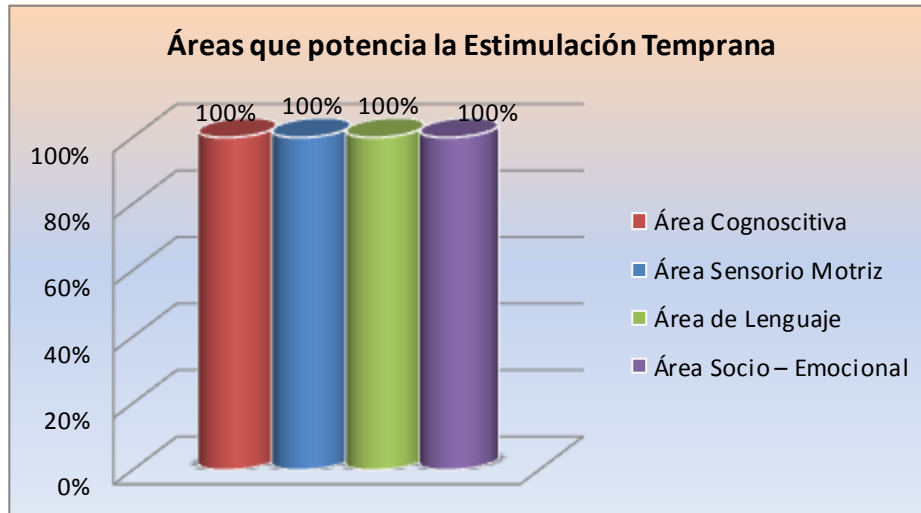 Áreas que potencia la Estimulación Temprana
100%
100%
100%
100%
100%
80%
60%
40%
20%
0%
Área Cognoscitiva
Área Sensorio Motriz
Área de Lenguaje
Área Socio – Emocional